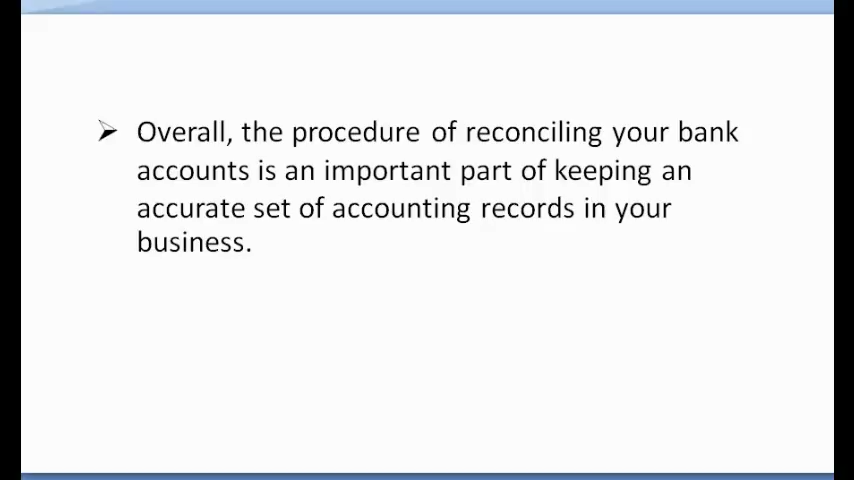 ➢ Overall, the procedure of reconciling your bank
accounts is an important part of keeping an
accurate set of accounting records in your
business.